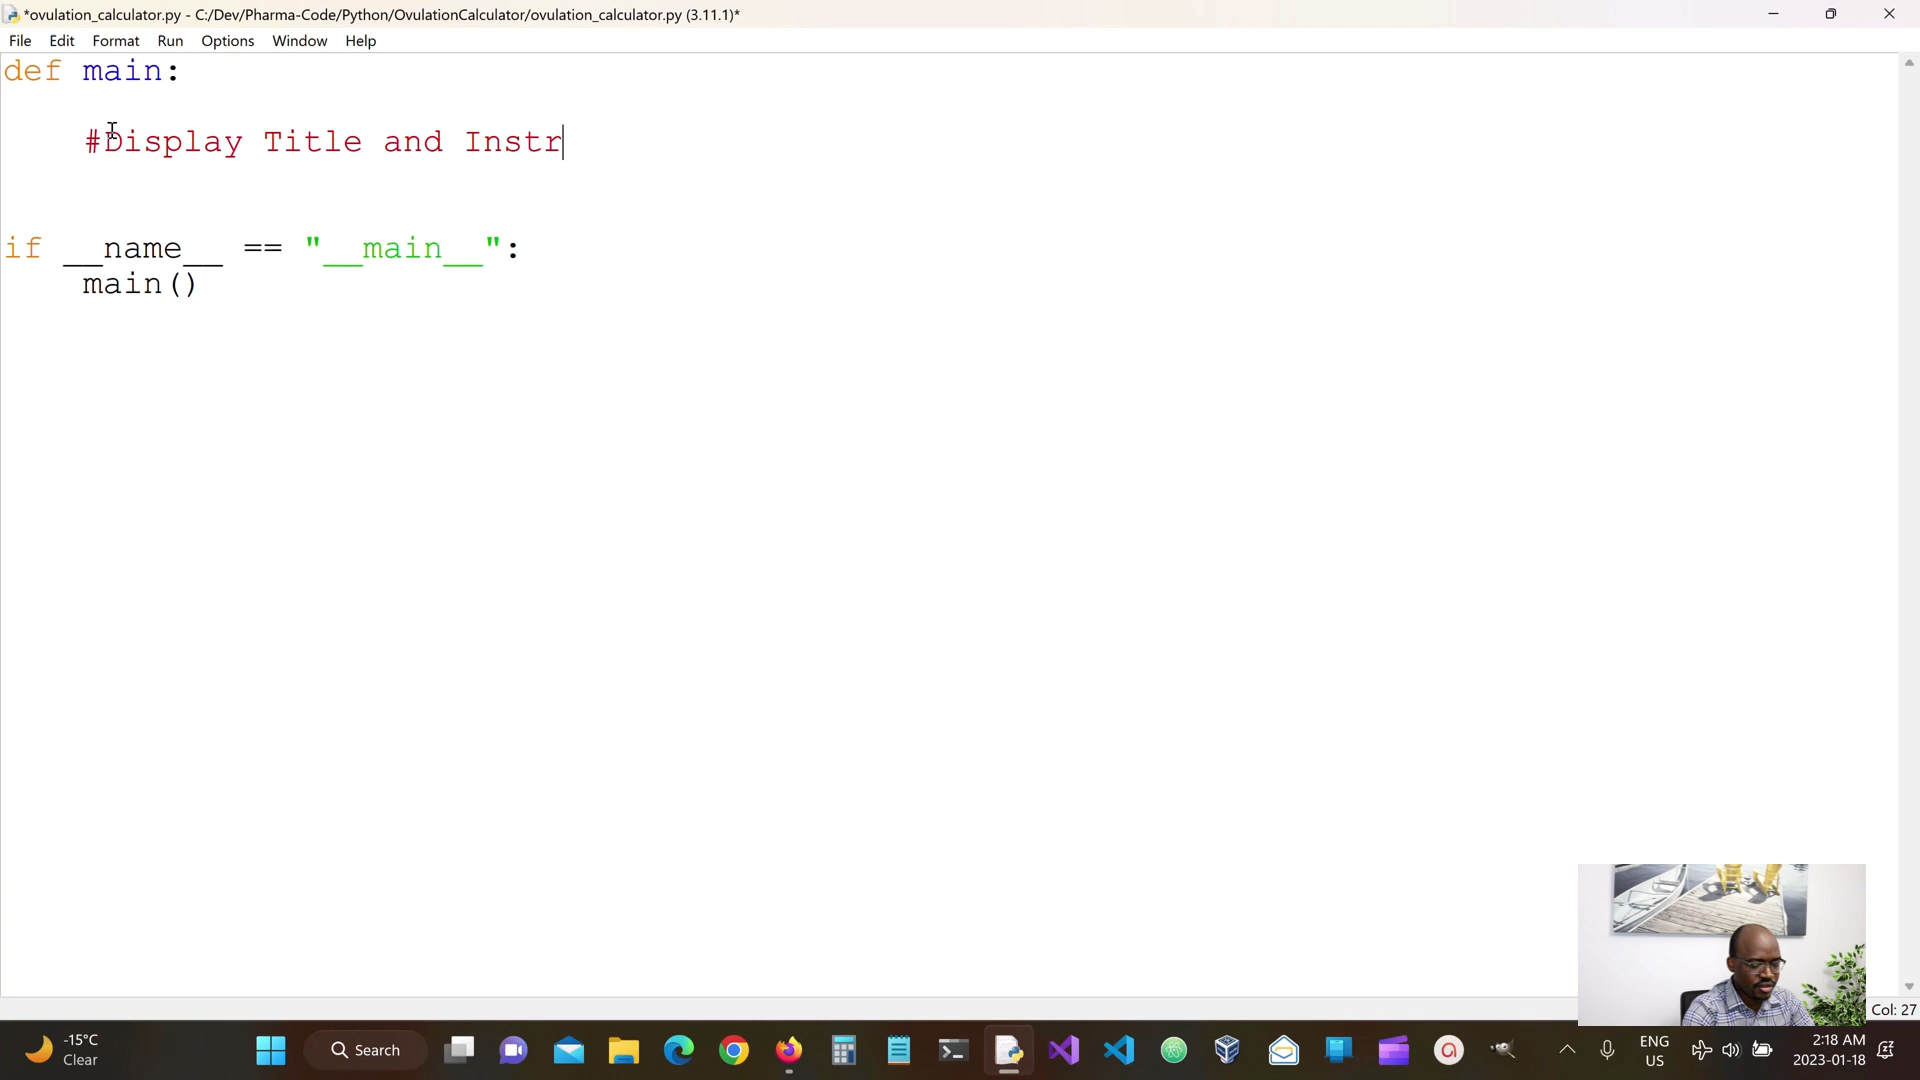 *ovulation_calculator.py - C:/Dev/Pharma-Code/Python/OvulationCalculator/ovulation_calculator.py (3.11.1)*
File Edit Format Run Options Window Help
def main:
#Display Title and Instr
if __name__ == "__main__":
main()
Col: 27
-15°C
Clear
Search
ENG
US
2:18 AM
2023-01-18